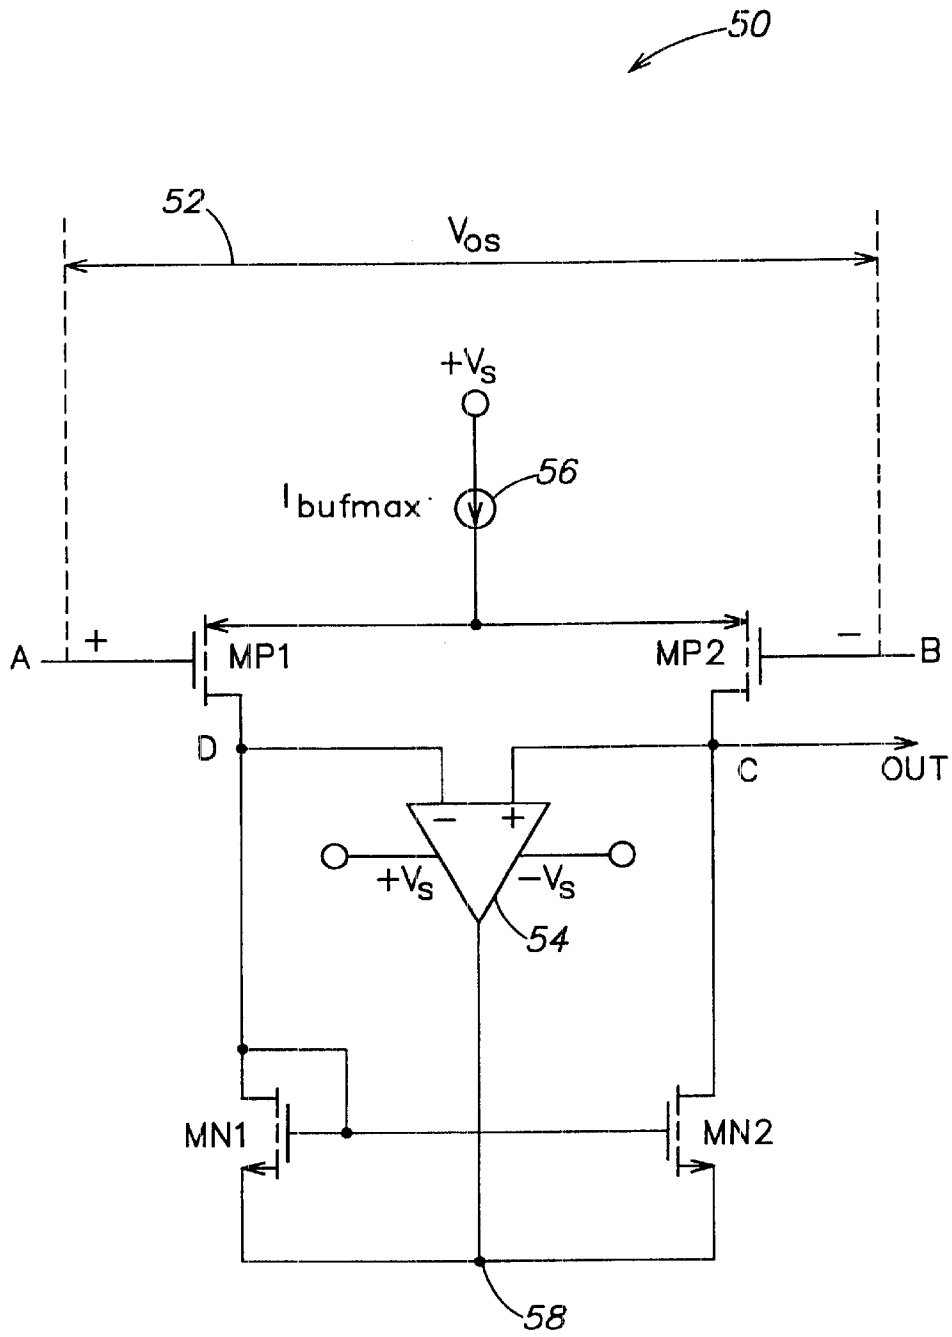 50
52
Vos
+Vs
56
Ibufmax
A
+
MP1
MP2
−
B
D
C
OUT
−
+
+Vs
−Vs
54
MN1
MN2
58